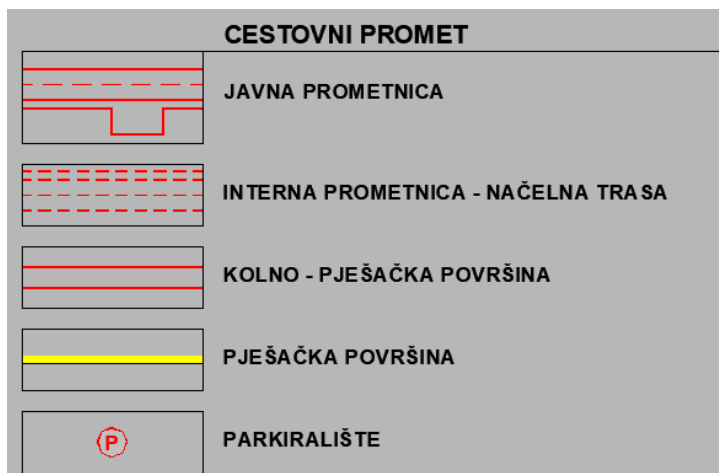 CESTOVNI PROMET
JAVNA PROMETNICA
INTERNA PROMETNICA - NAČELNA TRASA
KOLNO - PJEŠAČKA POVRŠINA
PJEŠAČKA POVRŠINA
P PARKIRALIŠTE